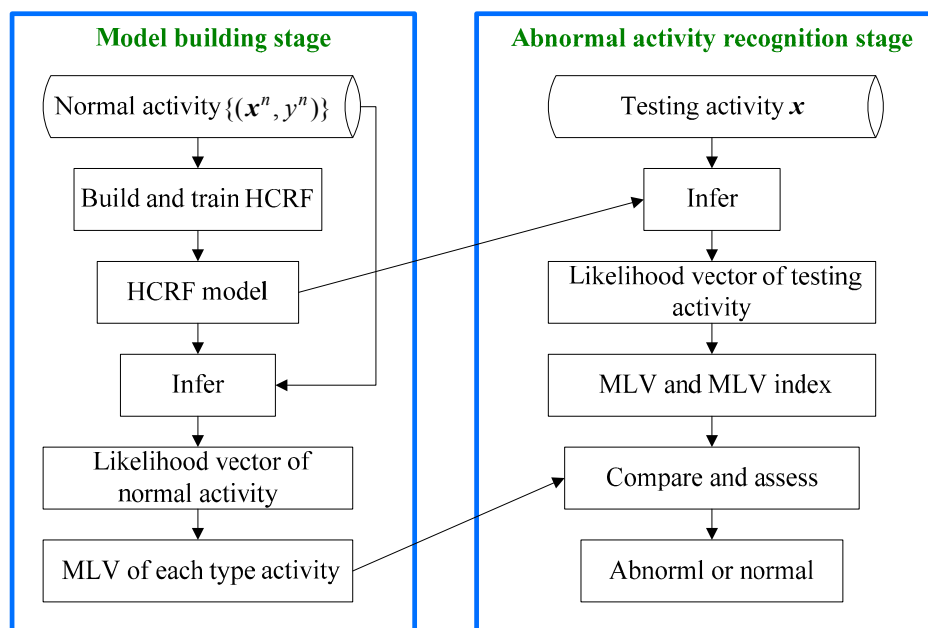 Model building stage
Normal activity {(xⁿ, yⁿ)}
Build and train HCRF
HCRF model
Infer
Likelihood vector of
normal activity
MLV of each type activity
Abnormal activity recognition stage
Testing activity x
Infer
Likelihood vector of testing
activity
MLV and MLV index
Compare and assess
Abnorml or normal